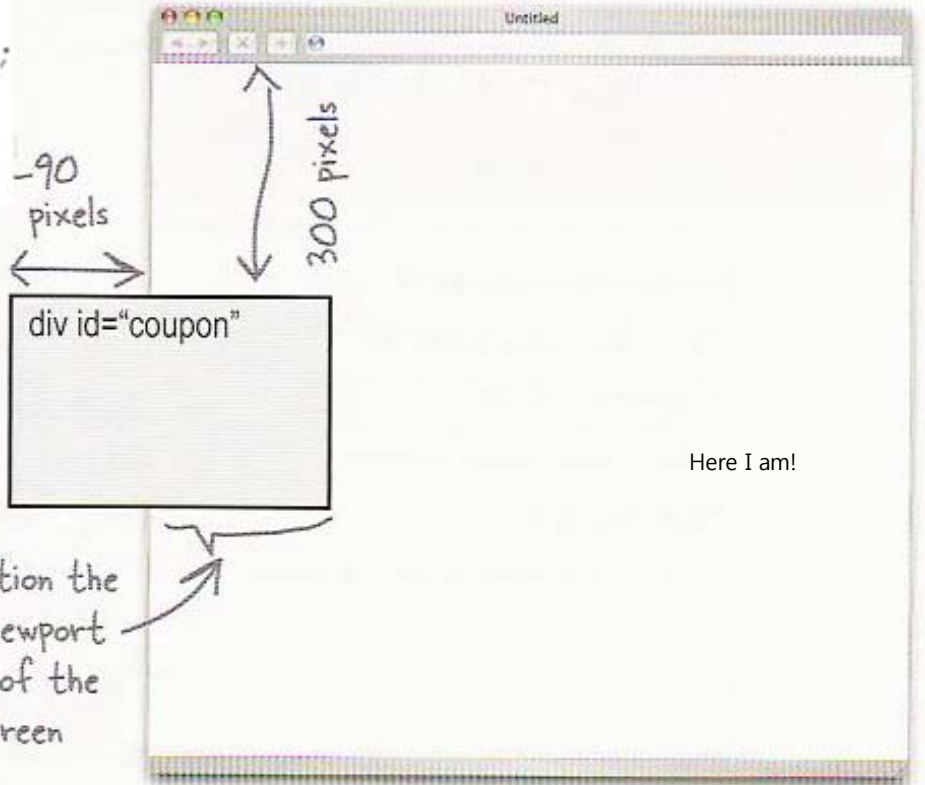 Untitled
;
300 pixels
-90
pixels
div id="coupon"
Here I am!
tion the
ewport
of the
reen